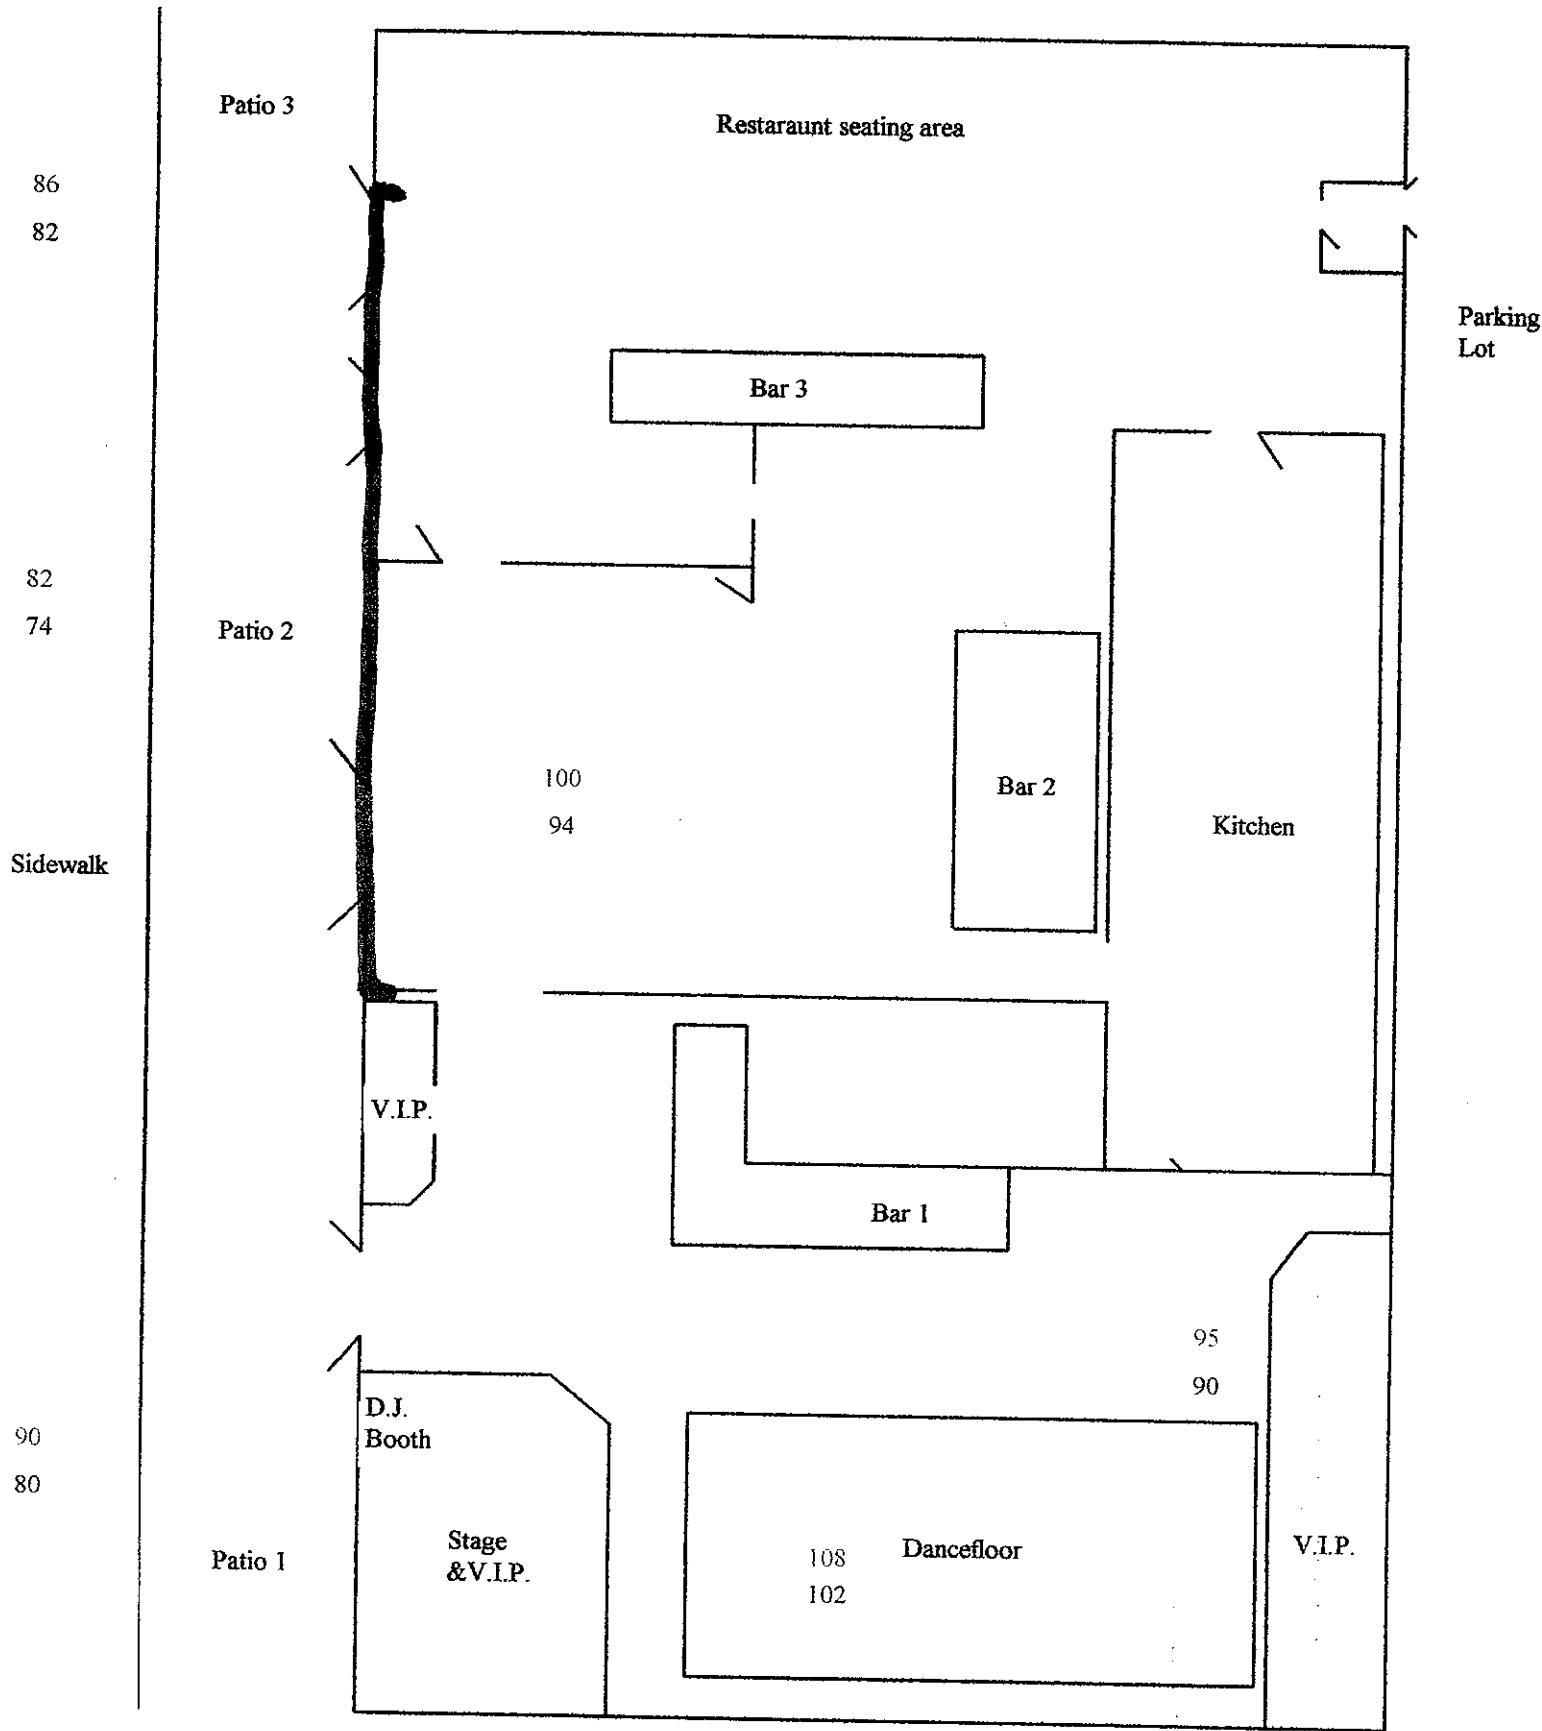 Patio 3
Restaraunt seating area
86
82
Parking
Lot
Bar 3
82
74
Patio 2
100
94
Bar 2
Kitchen
Sidewalk
V.I.P.
Bar 1
95
90
D.J.
Booth
90
80
Stage
&V.I.P.
Patio 1
108
102
Dancefloor
V.I.P.